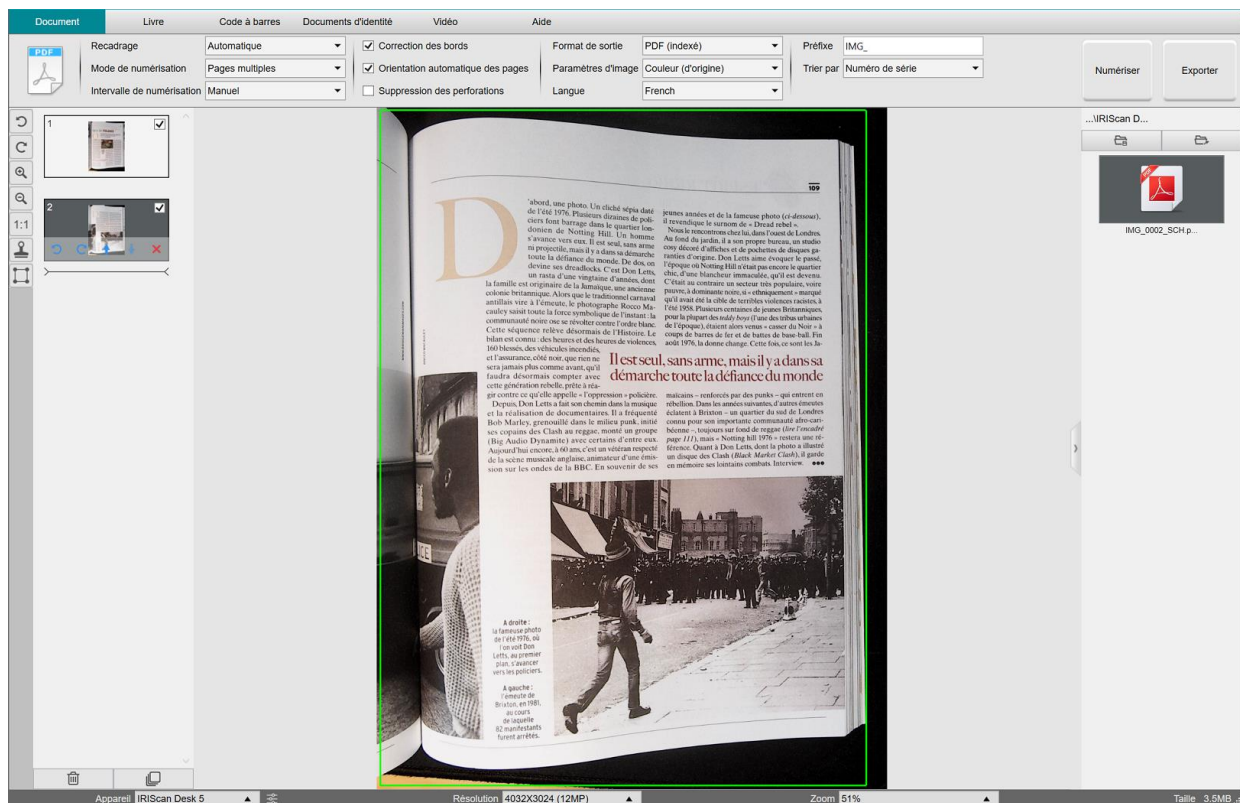 Document
Livre
Code à barres
Documents d'identité
Vidéo
Aide
PDF
Recadrage
Automatique
Mode de numérisation
Pages multiples
Intervalle de numérisation
Manuel
Correction des bords
Orientation automatique des pages
Suppression des perforations
Format de sortie
PDF (indexé)
Paramètres d'image
Couleur (d'origine)
Langue
French
Préfixe
IMG_
Trier par
Numéro de série
Numériser
Exporter
1
2
1:1
109
D'abord, une photo. Un cliché sépia daté
de l'été 1976. Plusieurs dizaines de poli-
ciers font barrage dans le quartier lon-
donien de Notting Hill. Un homme
s'avance vers eux. Il est seul, sans arme
ni projectile, mais il y a dans sa démarche
toute la défiance du monde. De dos, on
devine ses dreadlocks. C'est Don Letts,
un rasta d'une vingtaine d'années, dont
la famille est originaire de la Jamaïque, une ancienne
colonie britannique. Alors que le traditionnel carnaval
antillais vire à l'émeute, le photographe Rocco Ma-
cauley saisit toute la force symbolique de l'instant : la
communauté noire ose se révolter contre l'ordre blanc.
Cette séquence relève désormais de l'Histoire. Le
bilan est connu : des heures et des heures de violences,
160 blessés, des véhicules incendiés,
et l'assurance, côté noir, que rien ne
sera jamais plus comme avant, qu'il
faudra désormais compter avec
cette génération rebelle, prête à réa-
gir contre ce qu'elle appelle « l'oppression » policière.
Depuis, Don Letts a fait son chemin dans la musique
et la réalisation de documentaires. Il a fréquenté
Bob Marley, grenouillé dans le milieu punk, initié
ses copains des Clash au reggae, monté un groupe
(Big Audio Dynamite) avec certains d'entre eux.
Aujourd'hui encore, à 60 ans, c'est un vétéran respecté
de la scène musicale anglaise, animateur d'une émis-
sion sur les ondes de la BBC. En souvenir de ses
jeunes années et de la fameuse photo (ci-dessous),
il revendique le surnom de « Dread rebel ».
Nous le rencontrons chez lui, dans l'ouest de Londres.
Au fond du jardin, il a son propre bureau, un studio
cosy décoré d'affiches et de pochettes de disques ga-
ranties d'origine. Don Letts aime évoquer le passé,
l'époque où Notting Hill n'était pas encore le quartier
chic, d'une blancheur immaculée, qu'il est devenu.
C'était au contraire un secteur très populaire, voire
pauvre, à dominante noire, si « ethniquement » marqué
qu'il avait été la cible de terribles violences racistes, à
l'été 1958. Plusieurs centaines de jeunes Britanniques,
pour la plupart des teddy boys (l'une des tribus urbaines
de l'époque), étaient alors venus « casser du Noir » à
coups de barres de fer et de battes de base-ball. Fin
août 1976, la donne change. Cette fois, ce sont les Ja-
Il est seul, sans arme, mais il y a dans sa
démarche toute la défiance du monde
maïcains – renforcés par des punks – qui entrent en
rébellion. Dans les années suivantes, d'autres émeutes
éclatent à Brixton – un quartier du sud de Londres
connu pour son importante communauté afro-cari-
béenne –, toujours sur fond de reggae (lire l'encadré
page 111), mais « Notting hill 1976 » restera une ré-
férence. Quant à Don Letts, dont la photo a illustré
un disque des Clash (Black Market Clash), il garde
en mémoire ses lointains combats. Interview. •••
A droite :
la fameuse photo
de l'été 1976, où
l'on voit Don
Letts, au premier
plan, s'avancer
vers les policiers.
A gauche :
l'émeute de
Brixton, en 1981,
au cours
de laquelle
82 manifestants
furent arrêtés.
...\IRIScan D...
IMG_0002_SCH.p...
Appareil
IRIScan Desk 5
Résolution
4032X3024 (12MP)
Zoom
51%
Taille
3.5MB